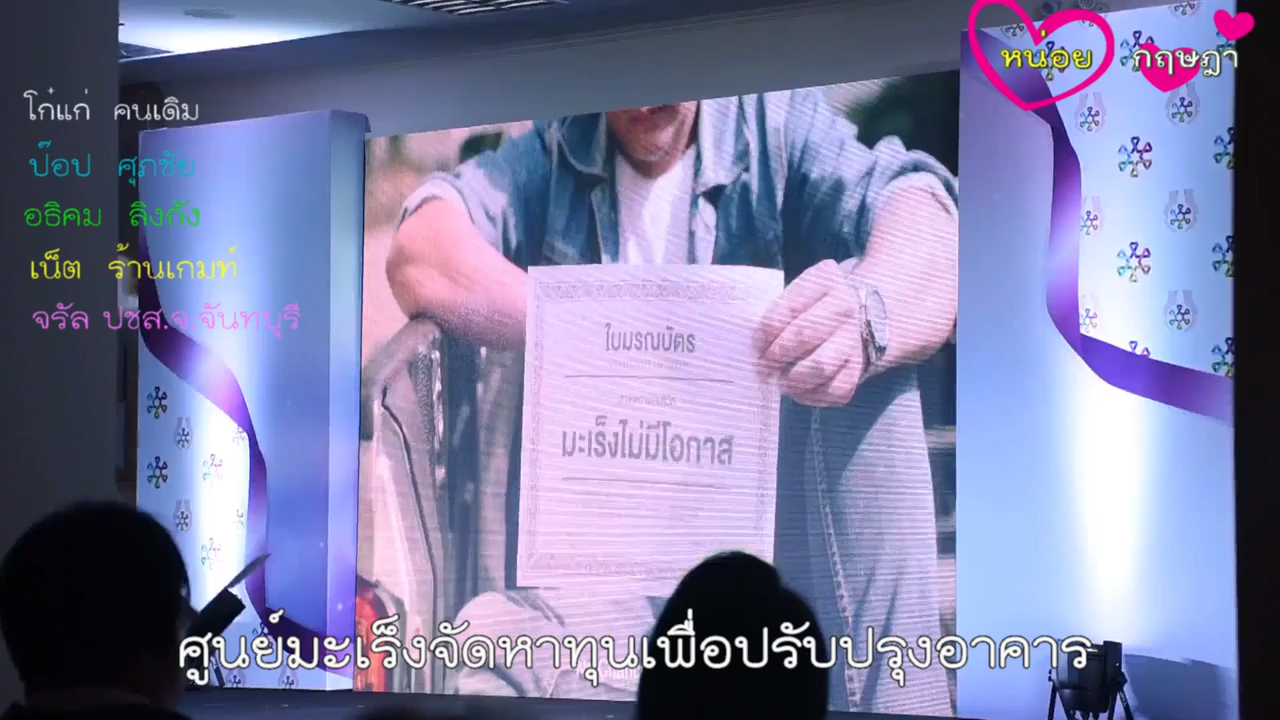 หน่อย กฤษฎา
โก๋แก่ คนเดิม
ป๊อป ศุภชัย
อธิคม ลิงกัง
เน็ต ร้านเกมท์
จรัล ปชส.จ.จันทบุรี
ใบมรณบัตร
มะเร็งไม่มีโอกาส
ศูนย์มะเร็งจัดหาทุนเพื่อปรับปรุงอาคาร